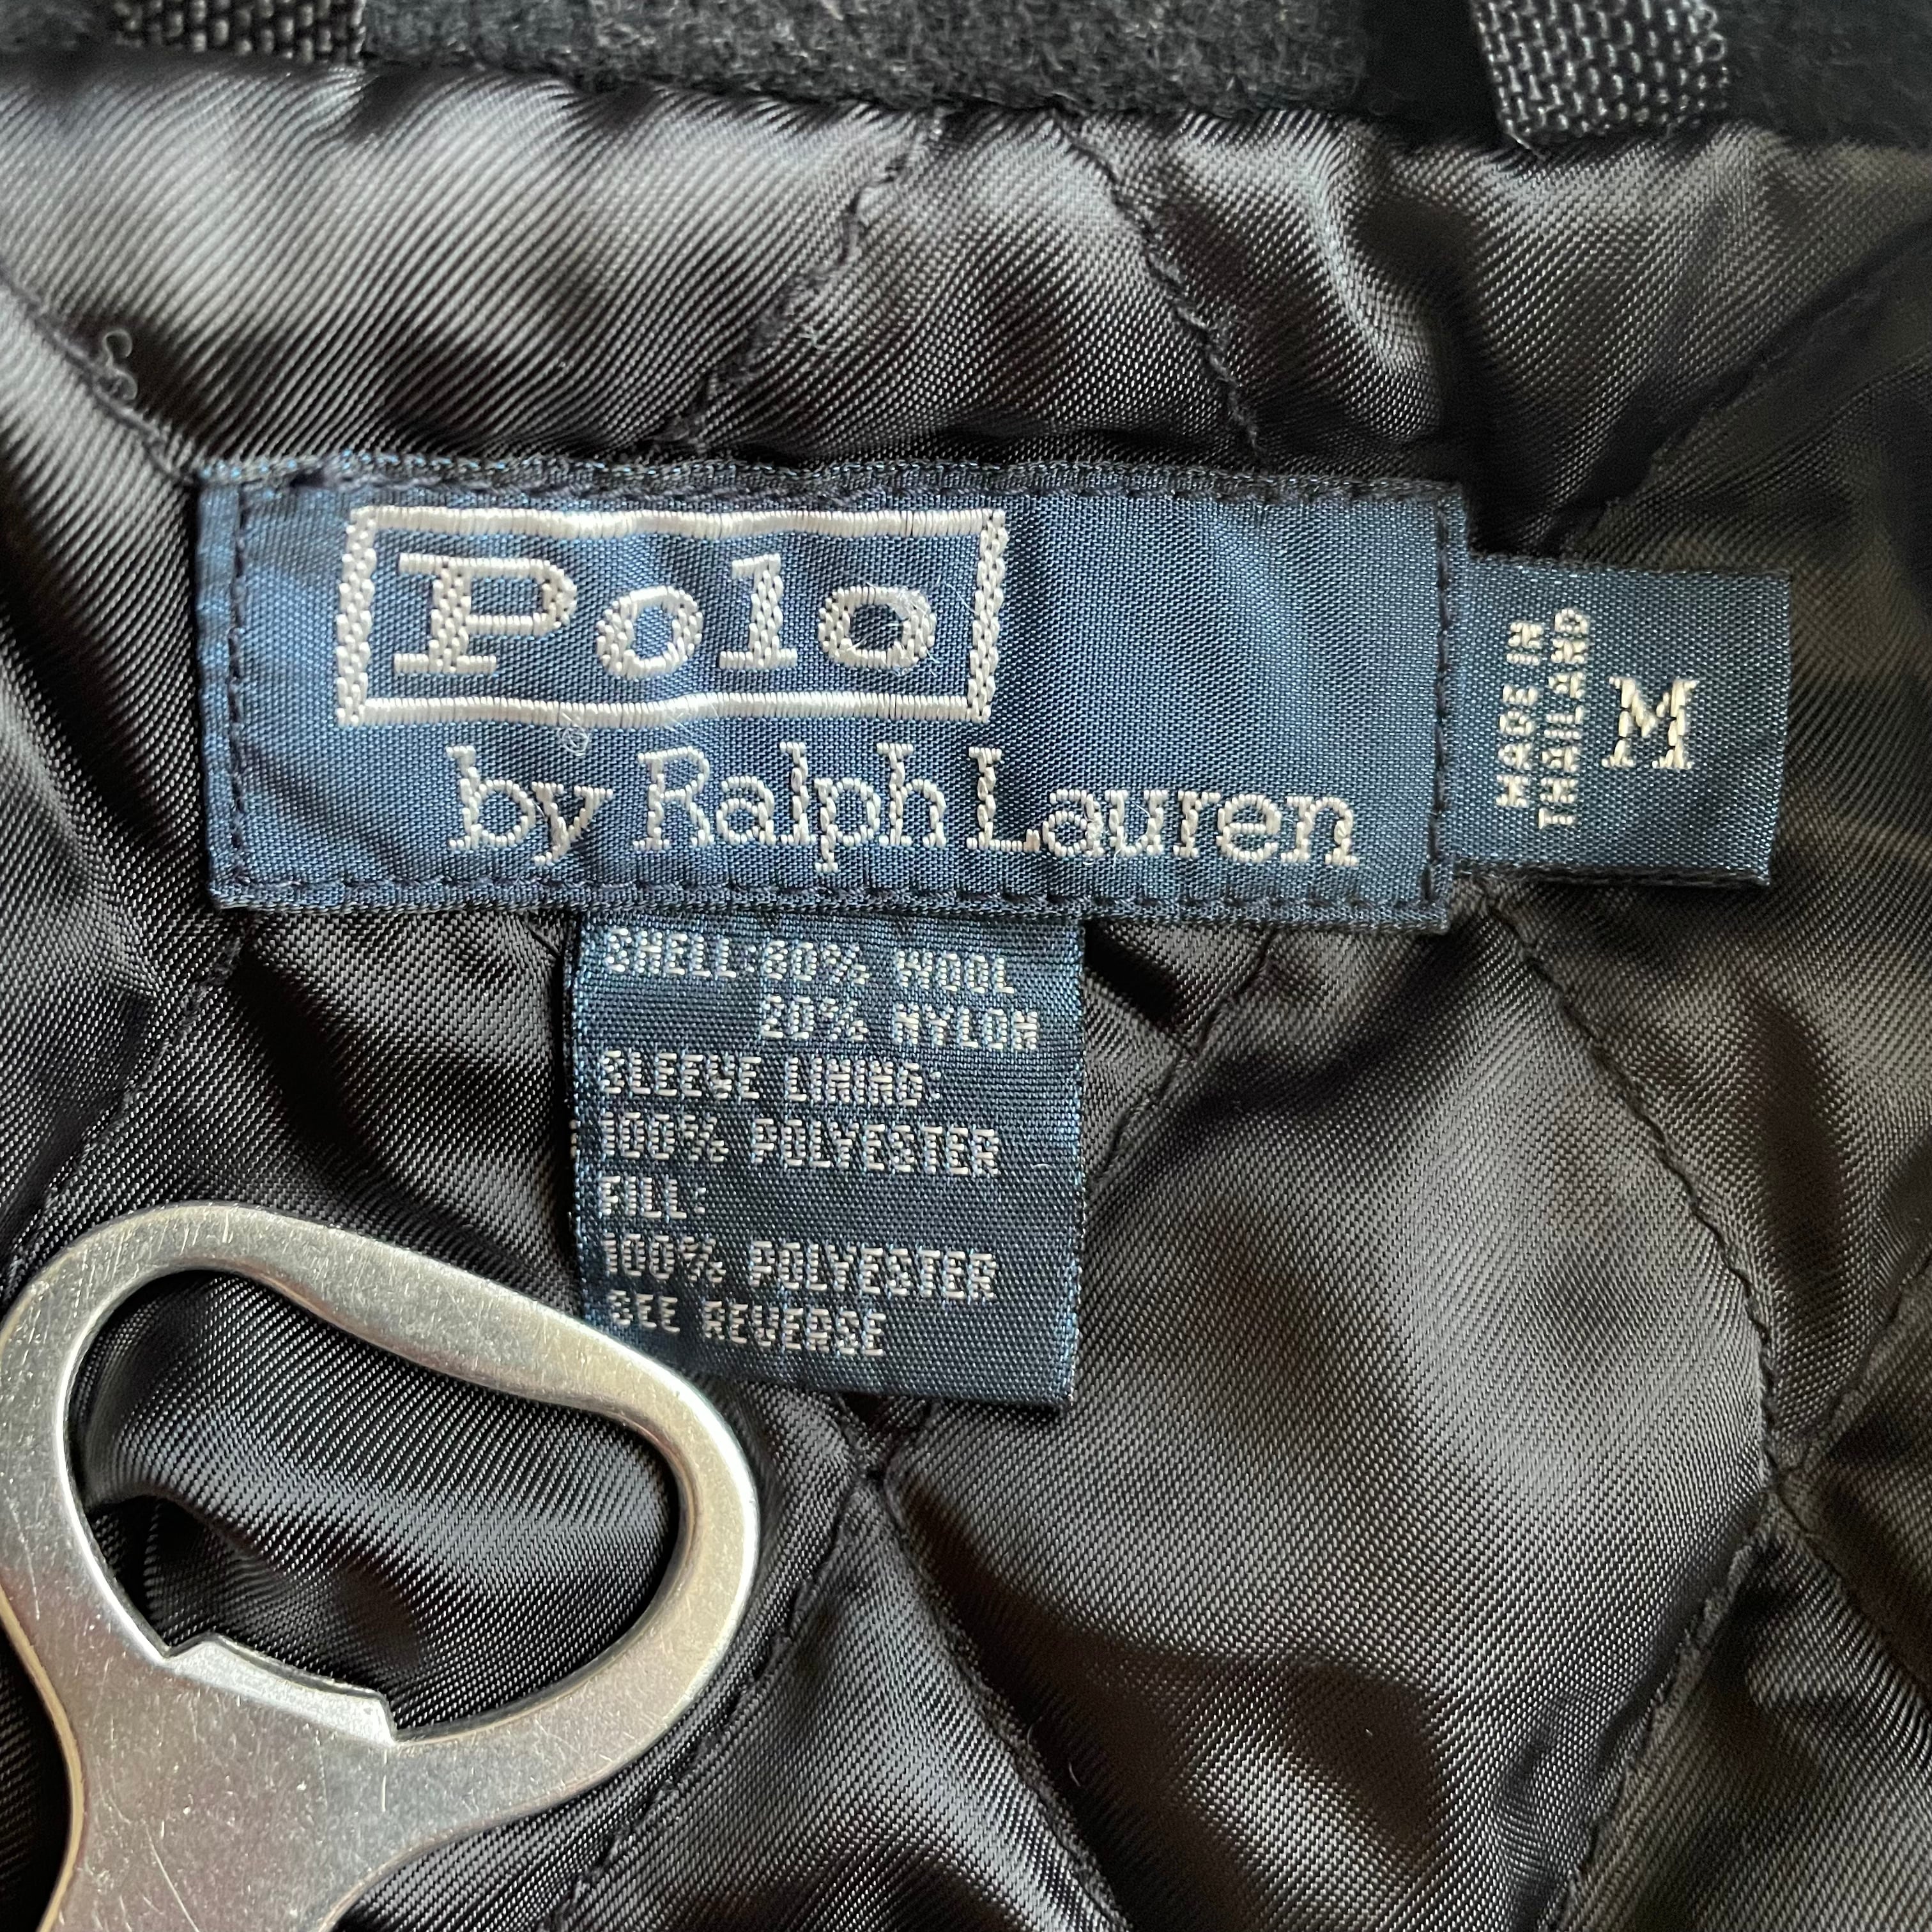 Polo
by Ralph Lauren
MADE IN
THAILAND
M
SHELL: 80% WOOL
20% NYLON
SLEEVE LINING:
100% POLYESTER
FILL:
100% POLYESTER
SEE REVERSE